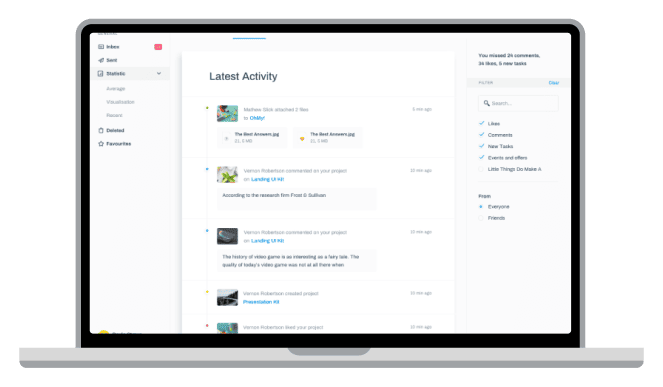 Inbox
Sent
Statistic
Average
Visualisation
Recent
Deleted
Favourites
Latest Activity
Mathew Slick attached 2 files
to OhMy!
5 min ago
The Best Answers.jpg
21, 5 MB
The Best Answers.jpg
21, 5 MB
Vernon Robertson commented on your project
on Landing UI Kit
10 min ago
According to the research firm Frost & Sullivan
Vernon Robertson commented on your project
on Landing UI Kit
10 min ago
The history of video game is as interesting as a fairy tale. The
quality of today's video game was not at all there when
Vernon Robertson created project
Presentation Kit
10 min ago
Vernon Robertson liked your project
10 min ago
You missed 24 comments,
34 likes, 5 new tasks
FILTER
Clear
Search...
Likes
Comments
New Tasks
Events and offers
Little Things Do Make A
From
Everyone
Friends